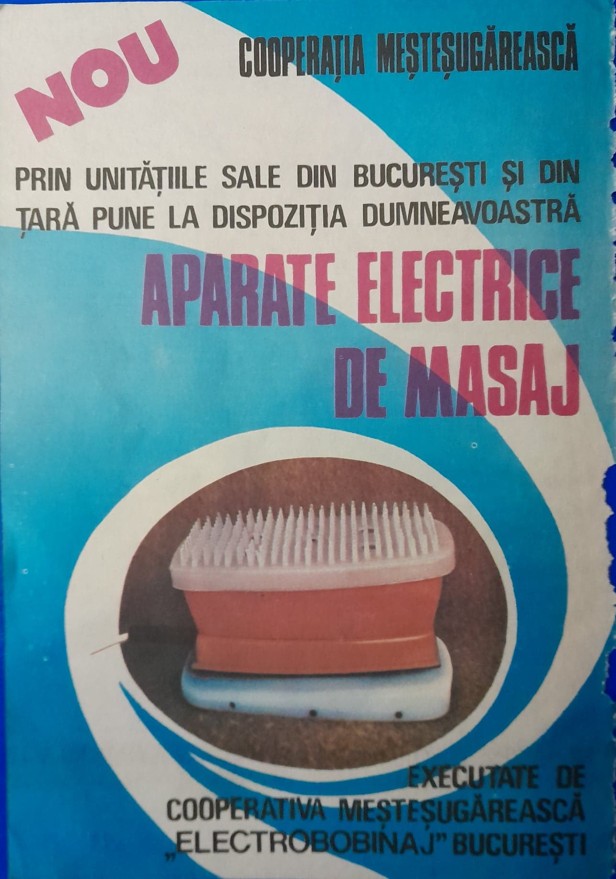 NOU
COOPERAȚIA MEȘTEȘUGĂREASCĂ
PRIN UNITĂȚIILE SALE DIN BUCUREȘTI ȘI DIN
ȚARĂ PUNE LA DISPOZIȚIA DUMNEAVOASTRĂ
APARATE ELECTRICE
DE MASAJ
EXECUTATE DE
COOPERATIVA MEȘTEȘUGĂREASCĂ
„ELECTROBOBINAJ” BUCUREȘTI